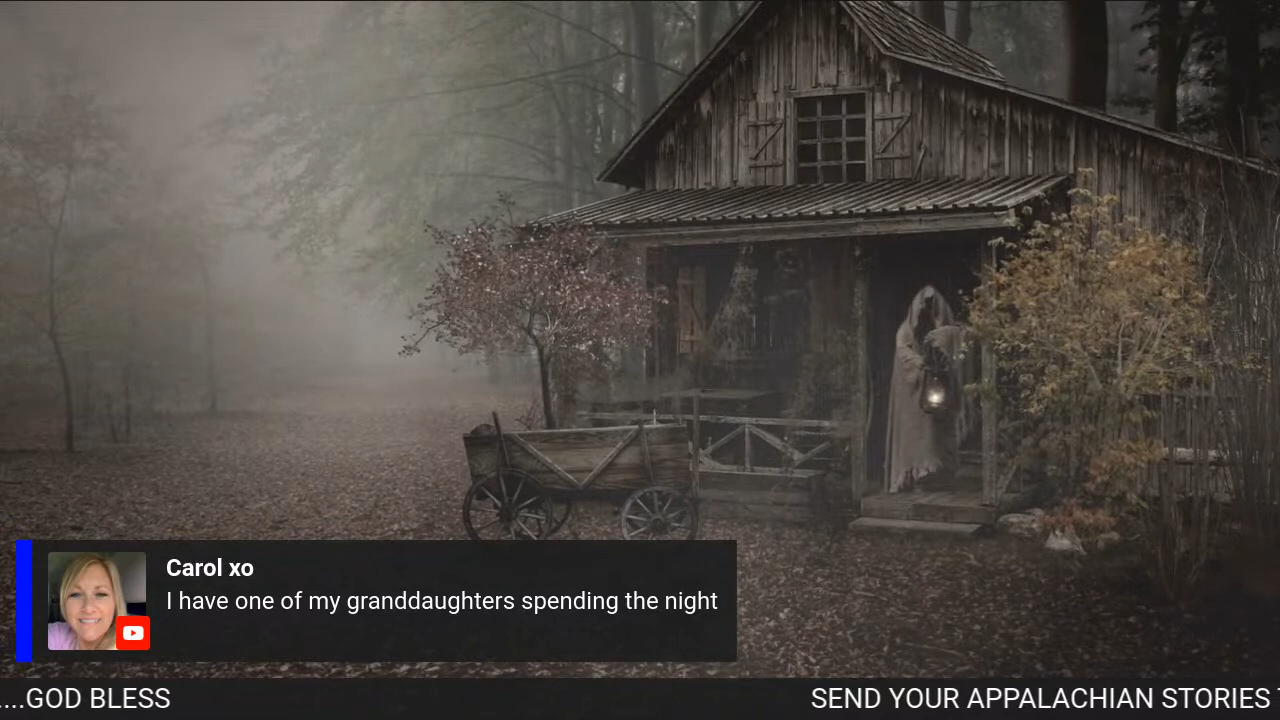 Carol xo
I have one of my granddaughters spending the night
....GOD BLESS
SEND YOUR APPALACHIAN STORIES